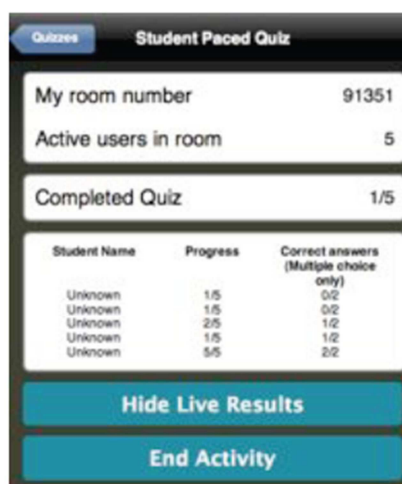 Quizzes Student Paced Quiz
My room number 91351
Active users in room 5
Completed Quiz 1/5
Student Name Progress Correct answers
(Multiple choice
only)
Unknown 1/5 0/2
Unknown 1/5 0/2
Unknown 2/5 1/2
Unknown 1/5 1/2
Unknown 5/5 2/2
Hide Live Results
End Activity